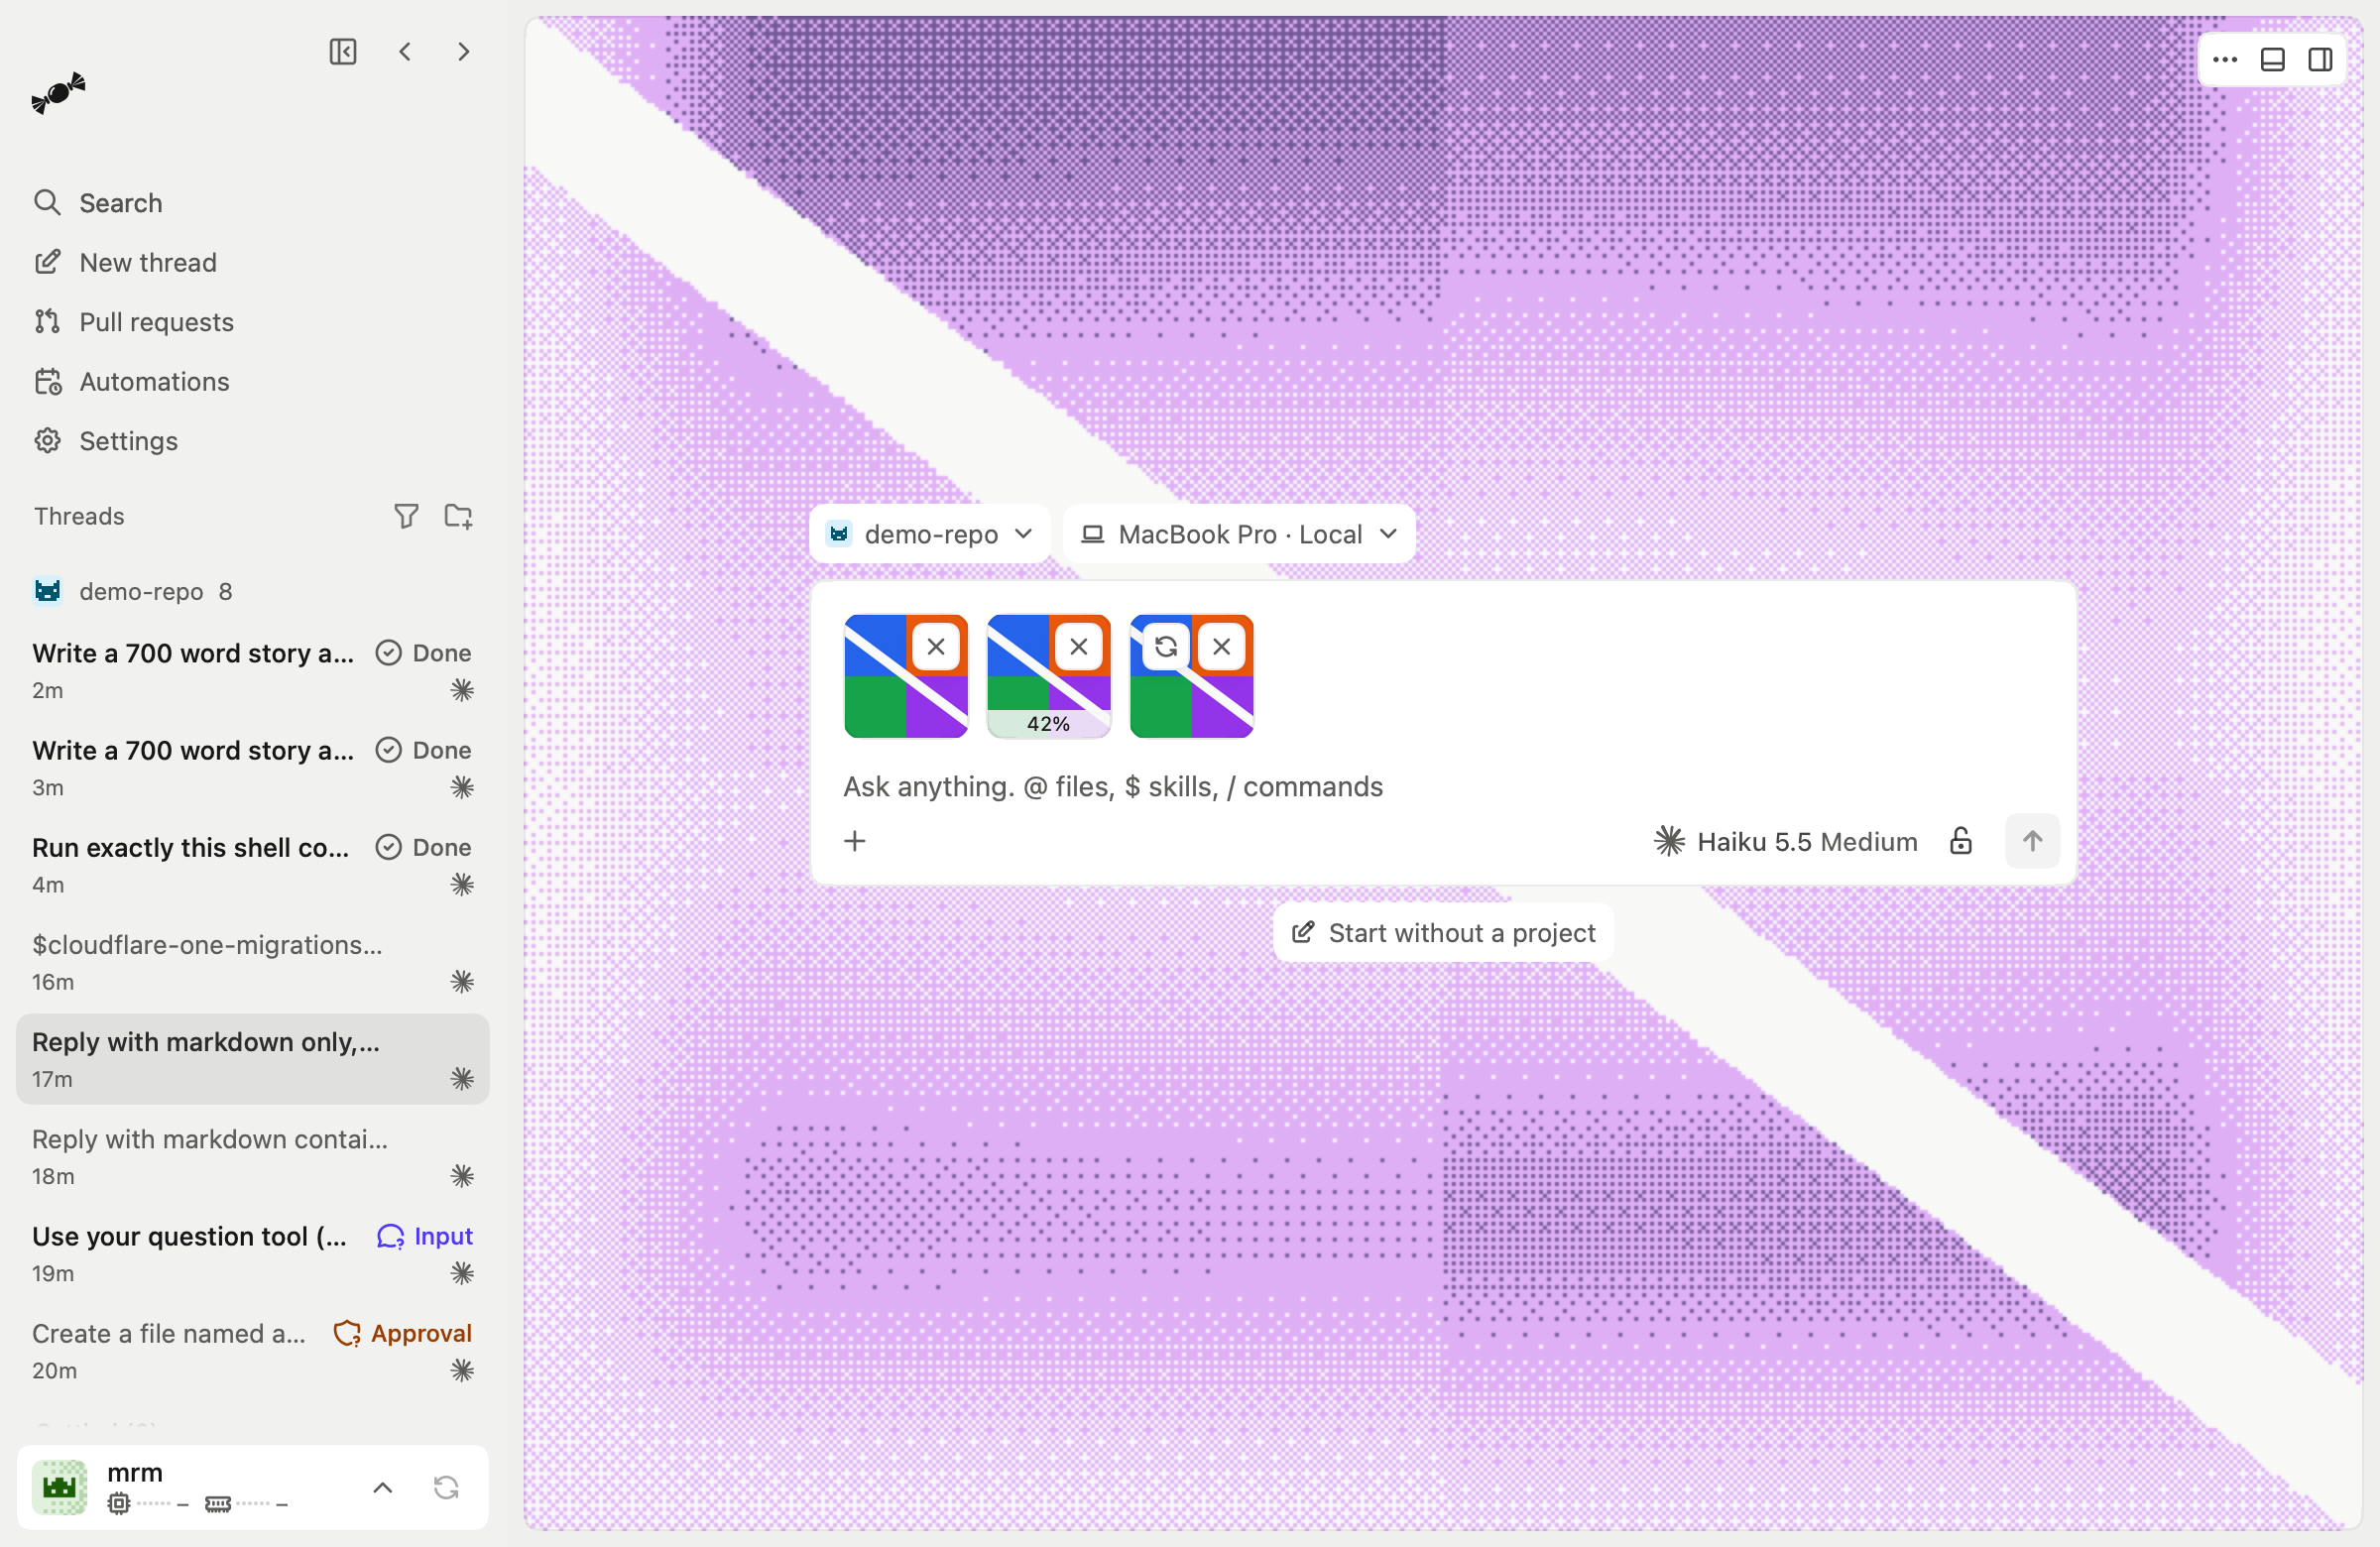 Search
New thread
Pull requests
Automations
Settings
Threads
demo-repo 8
Write a 700 word story a... Done
2m
Write a 700 word story a... Done
3m
Run exactly this shell co... Done
4m
$cloudflare-one-migrations...
16m
Reply with markdown only,...
17m
Reply with markdown contai...
18m
Use your question tool (... Input
19m
Create a file named a... Approval
20m
mrm
– –
demo-repo MacBook Pro · Local
42%
Ask anything. @ files, $ skills, / commands
Haiku 5.5 Medium
Start without a project